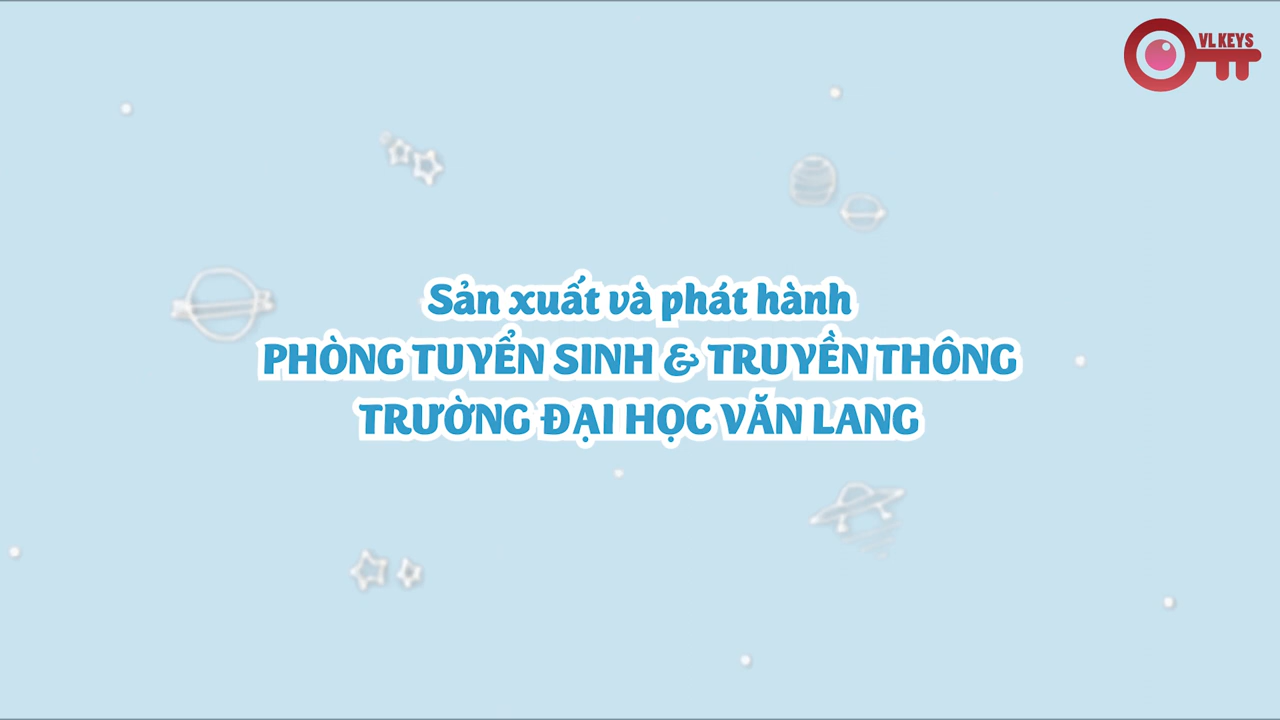 VL KEYS
Sản xuất và phát hành
PHÒNG TUYỂN SINH & TRUYỀN THÔNG
TRƯỜNG ĐẠI HỌC VĂN LANG